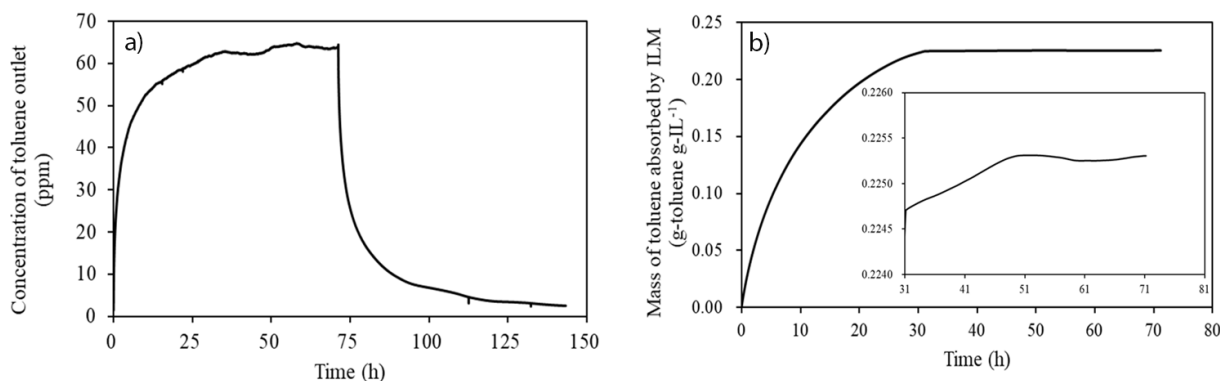 a)
Concentration of toluene outlet
(ppm)
70
60
50
40
30
20
10
0
0 25 50 75 100 125 150
Time (h)
b)
Mass of toluene absorbed by ILM
(g-toluene g-IL⁻¹)
0.25
0.20
0.15
0.10
0.05
0.00
0 10 20 30 40 50 60 70 80
Time (h)
0.2260
0.2255
0.2250
0.2245
0.2240
31 41 51 61 71 81